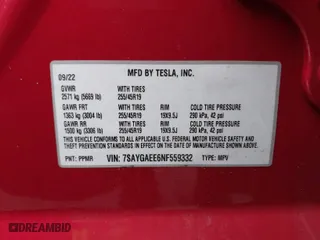 MFD BY TESLA, INC.
09/22
GVWR WITH TIRES
2571 kg (5669 lb) 255/45R19
GAWR FRT WITH TIRES RIM COLD TIRE PRESSURE
1363 kg (3004 lb) 255/45R19 19X9.5J 290 kPa, 42 psi
GAWR RR WITH TIRES RIM COLD TIRE PRESSURE
1500 kg (3306 lb) 255/45R19 19X9.5J 290 kPa, 42 psi
THIS VEHICLE CONFORMS TO ALL APPLICABLE U.S. FEDERAL MOTOR VEHICLE
SAFETY AND THEFT PREVENTION STANDARDS IN EFFECT ON THE DATE OF
MANUFACTURE SHOWN ABOVE.
PNT: PPMR VIN: 7SAYGAEE6NF559332 TYPE: MPV
DREAMBID